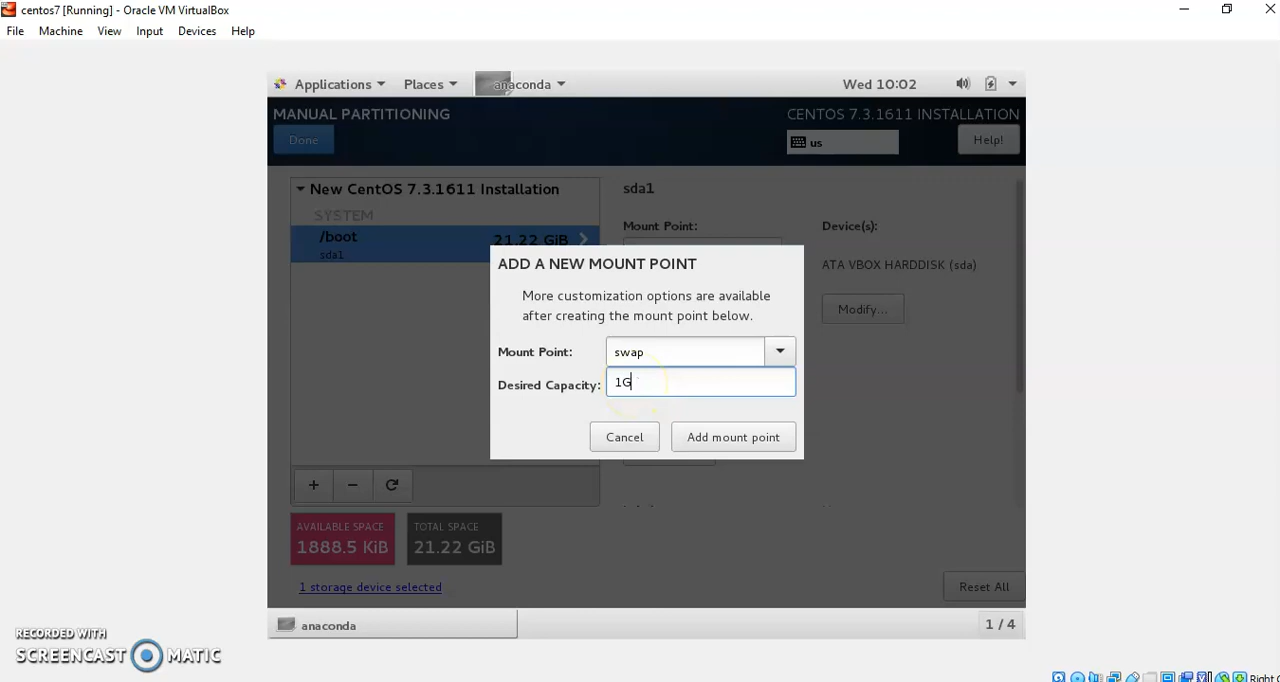 centos7 [Running] - Oracle VM VirtualBox
File Machine View Input Devices Help
Applications Places anaconda Wed 10:02
MANUAL PARTITIONING
CENTOS 7.3.1611 INSTALLATION
Done
us
Help!
New CentOS 7.3.1611 Installation
SYSTEM
/boot 21.22 GiB
sda1
sda1
Mount Point:
Device(s):
ATA VBOX HARDDISK (sda)
Modify...
ADD A NEW MOUNT POINT
More customization options are available
after creating the mount point below.
Mount Point: swap
Desired Capacity: 1G
Cancel Add mount point
+ −
AVAILABLE SPACE
1888.5 KiB
TOTAL SPACE
21.22 GiB
1 storage device selected
Reset All
anaconda
1 / 4
RECORDED WITH
SCREENCAST MATIC
Right